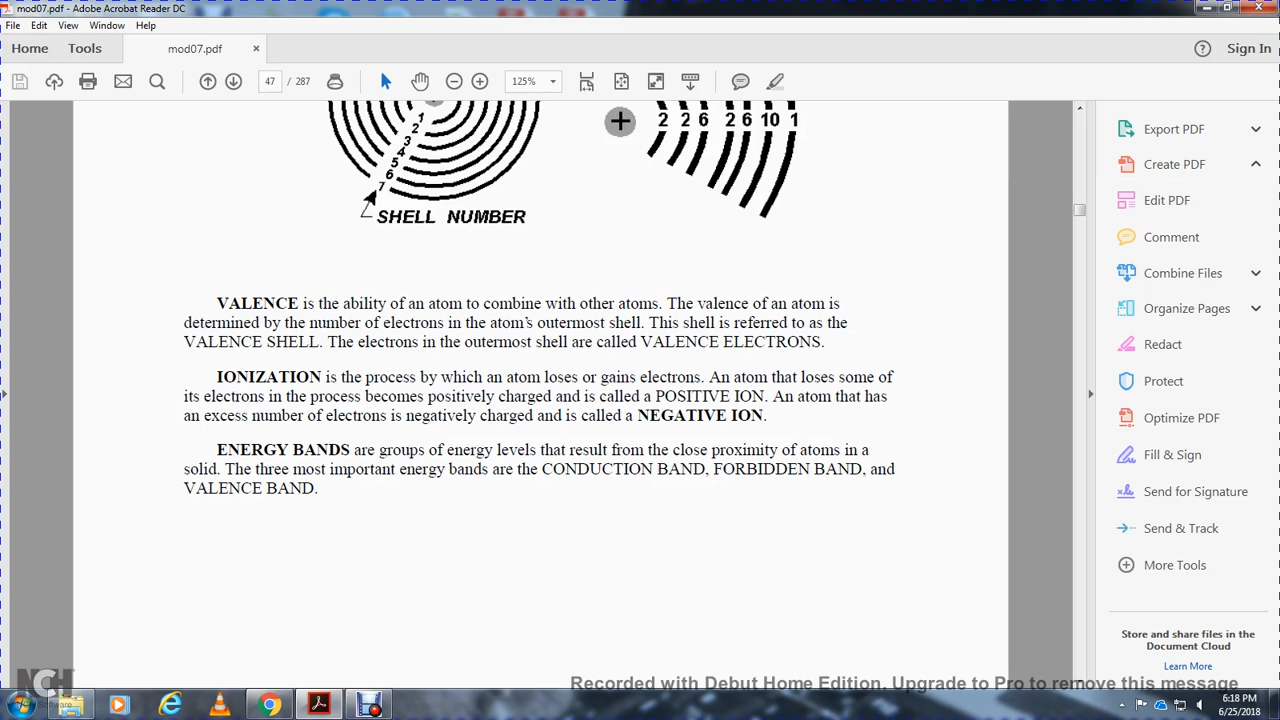 mod07.pdf - Adobe Acrobat Reader DC
File Edit View Window Help
Home Tools mod07.pdf × Sign In
47 / 287 125%
1
2
3
4
5
6
7
SHELL NUMBER
+ 2 2 6 2 6 10 1
VALENCE is the ability of an atom to combine with other atoms. The valence of an atom is
determined by the number of electrons in the atom's outermost shell. This shell is referred to as the
VALENCE SHELL. The electrons in the outermost shell are called VALENCE ELECTRONS.
IONIZATION is the process by which an atom loses or gains electrons. An atom that loses some of
its electrons in the process becomes positively charged and is called a POSITIVE ION. An atom that has
an excess number of electrons is negatively charged and is called a NEGATIVE ION.
ENERGY BANDS are groups of energy levels that result from the close proximity of atoms in a
solid. The three most important energy bands are the CONDUCTION BAND, FORBIDDEN BAND, and
VALENCE BAND.
Export PDF
Create PDF
Edit PDF
Comment
Combine Files
Organize Pages
Redact
Protect
Optimize PDF
Fill & Sign
Send for Signature
Send & Track
More Tools
Store and share files in the
Document Cloud
Learn More
NCH
Software
Recorded with Debut Home Edition. Upgrade to Pro to remove this message
6:18 PM
6/25/2018